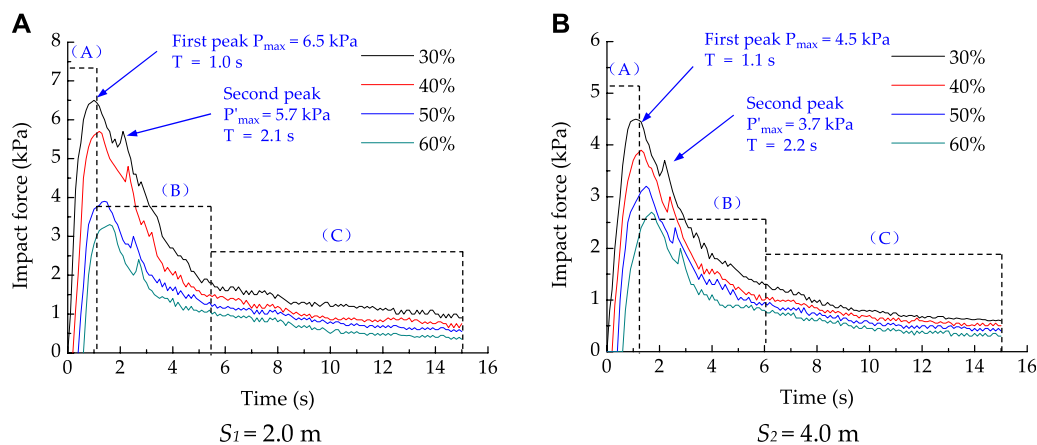 A
(A)
First peak Pmax = 6.5 kPa
T = 1.0 s
Second peak
P'max = 5.7 kPa
T = 2.1 s
30%
40%
50%
60%
(B)
(C)
Impact force (kPa)
8
7
6
5
4
3
2
1
0
0 2 4 6 8 10 12 14 16
Time (s)
S1 = 2.0 m
B
(A)
First peak Pmax = 4.5 kPa
T = 1.1 s
Second peak
P'max = 3.7 kPa
T = 2.2 s
30%
40%
50%
60%
(B)
(C)
Impact force (kPa)
6
5
4
3
2
1
0
0 2 4 6 8 10 12 14 16
Time (s)
S2 = 4.0 m